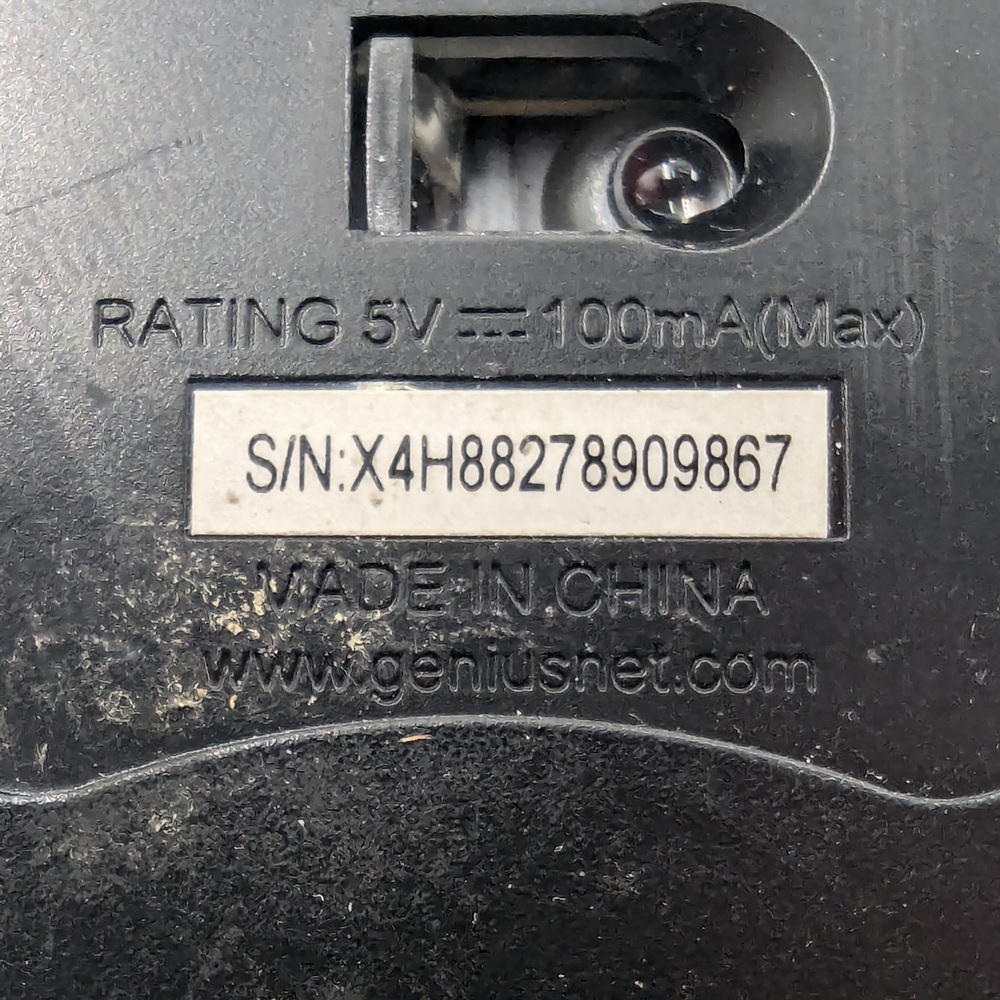 RATING 5V ⎓ 100mA(Max)
S/N:X4H88278909867
MADE IN CHINA
www.geniusnet.com